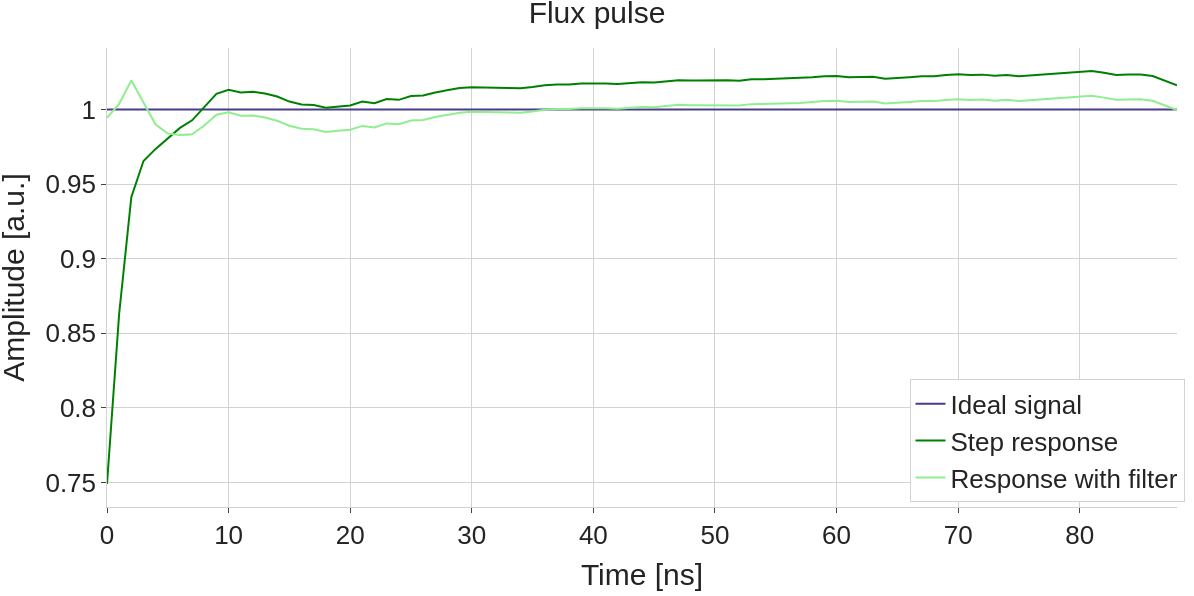 Flux pulse
Amplitude [a.u.]
1
0.95
0.9
0.85
0.8
0.75
0 10 20 30 40 50 60 70 80
Time [ns]
Ideal signal
Step response
Response with filter